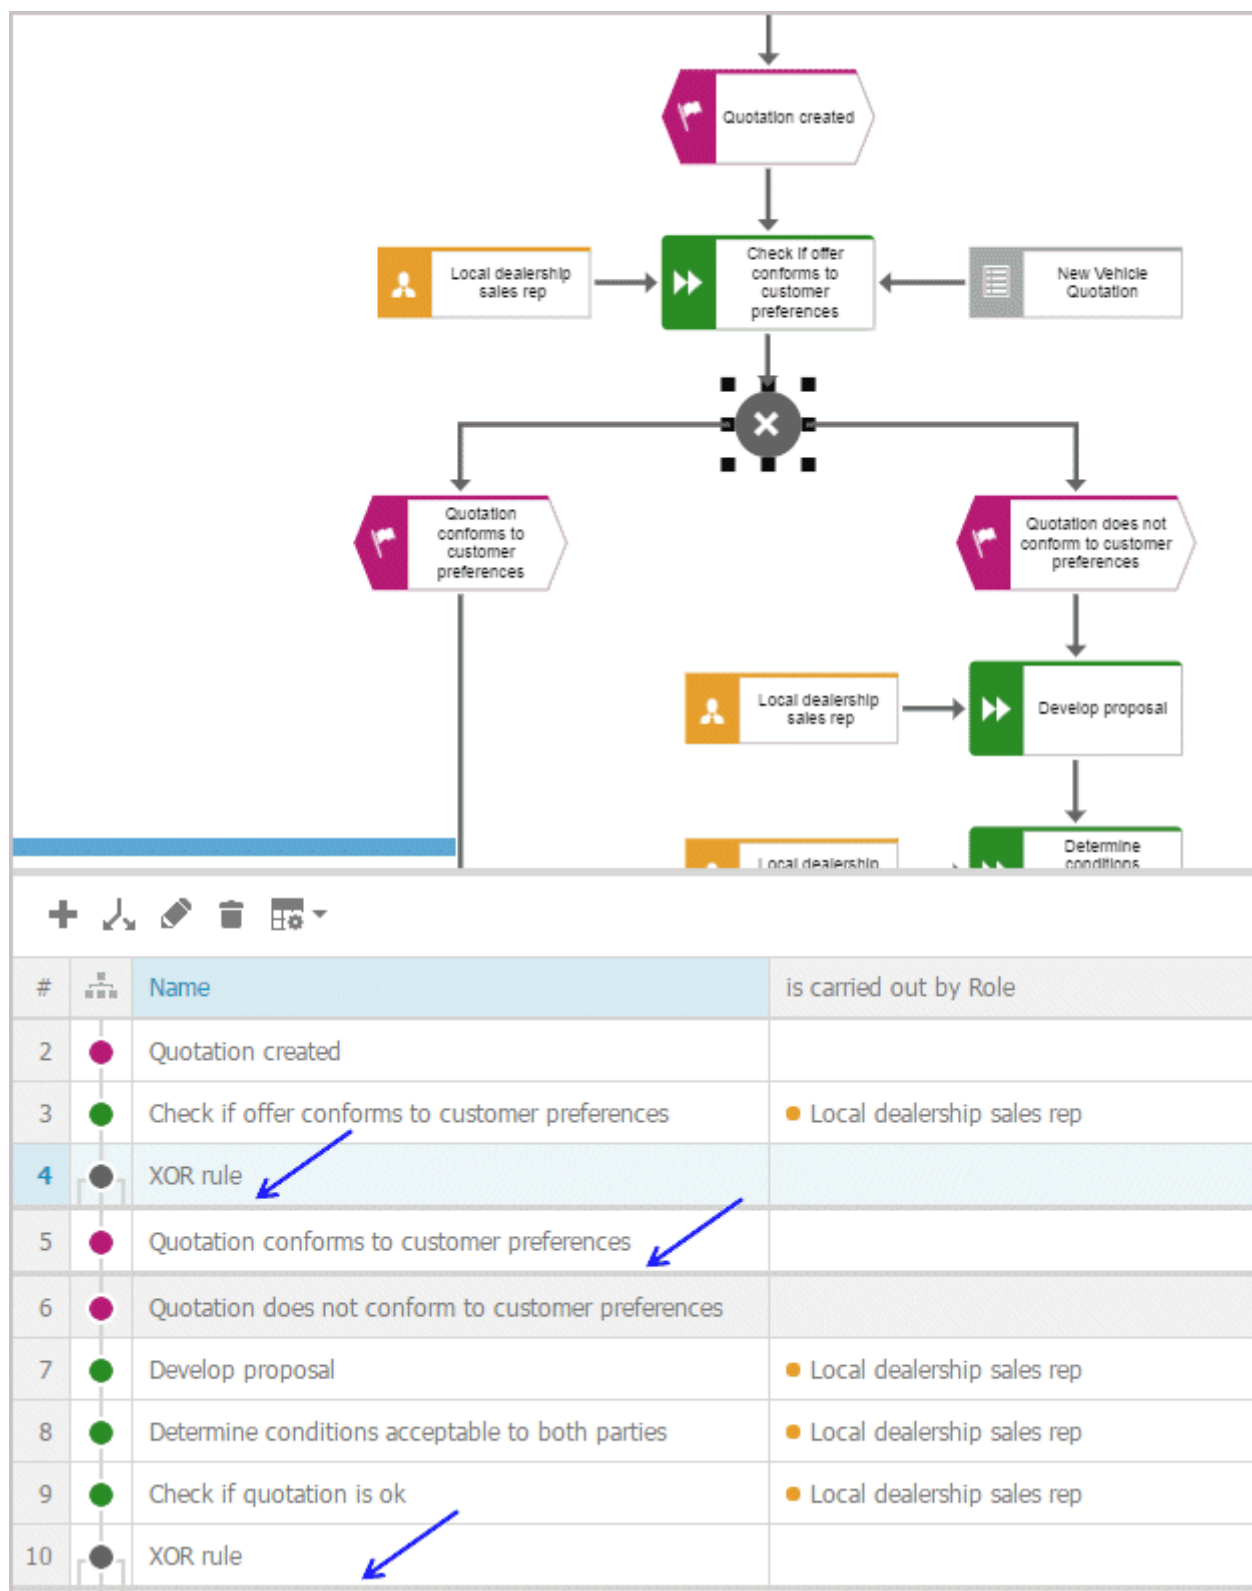 Quotation created
Check if offer
conforms to
customer
preferences
Local dealership
sales rep
New Vehicle
Quotation
Quotation
conforms to
customer
preferences
Quotation does not
conform to customer
preferences
Local dealership
sales rep
Develop proposal
Local dealership
Determine
conditions
# Name is carried out by Role
2 Quotation created
3 Check if offer conforms to customer preferences Local dealership sales rep
4 XOR rule
5 Quotation conforms to customer preferences
6 Quotation does not conform to customer preferences
7 Develop proposal Local dealership sales rep
8 Determine conditions acceptable to both parties Local dealership sales rep
9 Check if quotation is ok Local dealership sales rep
10 XOR rule